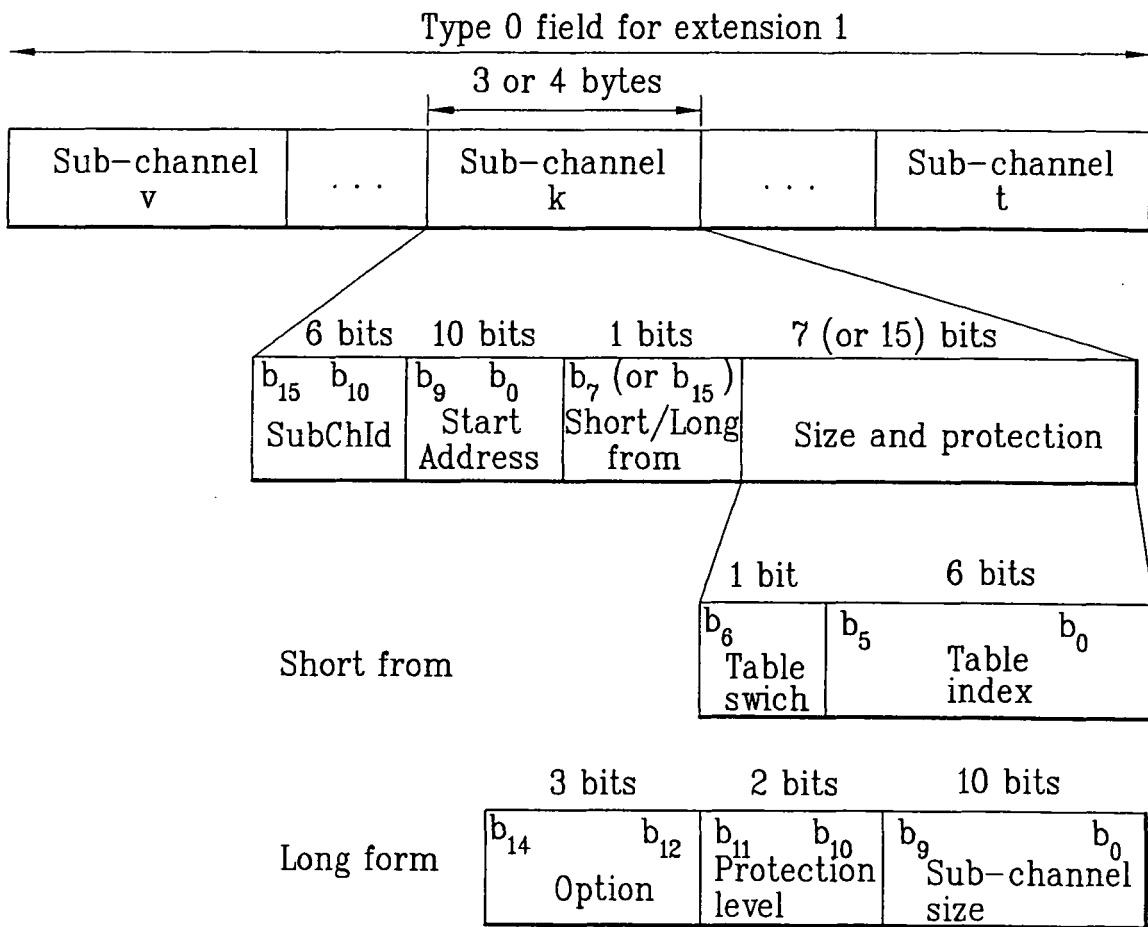 Type 0 field for extension 1
3 or 4 bytes
Sub-channel v
. . .
Sub-channel k
. . .
Sub-channel t
6 bits 10 bits 1 bits 7 (or 15) bits
b15 b10 b9 b0 b7 (or b15)
SubChId
Start Address
Short/Long from
Size and protection
1 bit 6 bits
b6 b5 b0
Short from
Table swich
Table index
3 bits 2 bits 10 bits
b14 b12 b11 b10 b9 b0
Long form
Option
Protection level
Sub-channel size